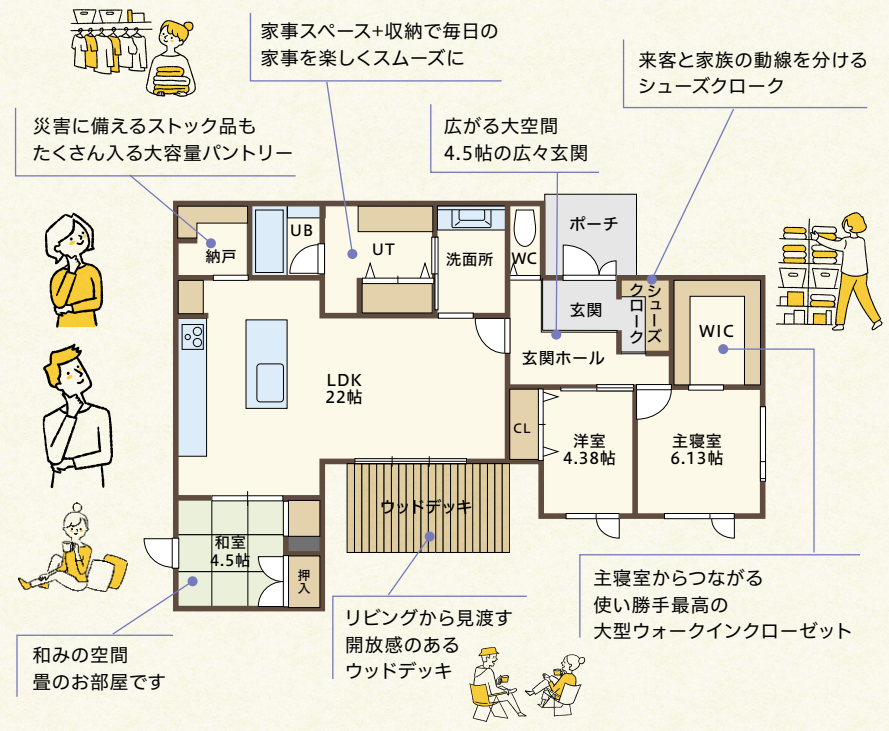 家事スペース+収納で毎日の
家事を楽しくスムーズに
来客と家族の動線を分ける
シューズクローク
災害に備えるストック品も
たくさん入る大容量パントリー
広がる大空間
4.5帖の広々玄関
納戸
UB
UT
洗面所
WC
ポーチ
玄関
シューズ
クローク
WIC
玄関ホール
LDK
22帖
CL
洋室
4.38帖
主寝室
6.13帖
ウッドデッキ
和室
4.5帖
押入
主寝室からつながる
使い勝手最高の
大型ウォークインクローゼット
リビングから見渡す
開放感のある
ウッドデッキ
和みの空間
畳のお部屋です